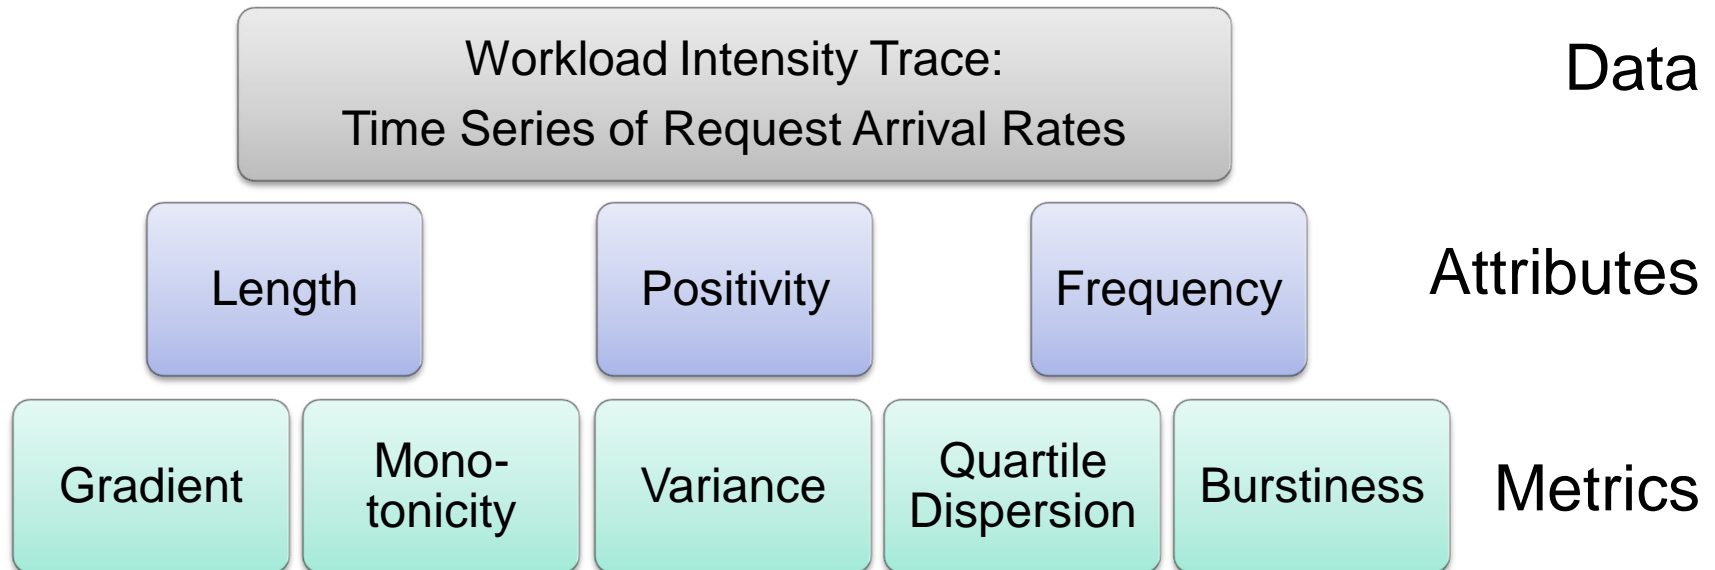 Workload Intensity Trace:
Time Series of Request Arrival Rates
Data
Length
Positivity
Frequency
Attributes
Gradient
Mono-
tonicity
Variance
Quartile
Dispersion
Burstiness
Metrics